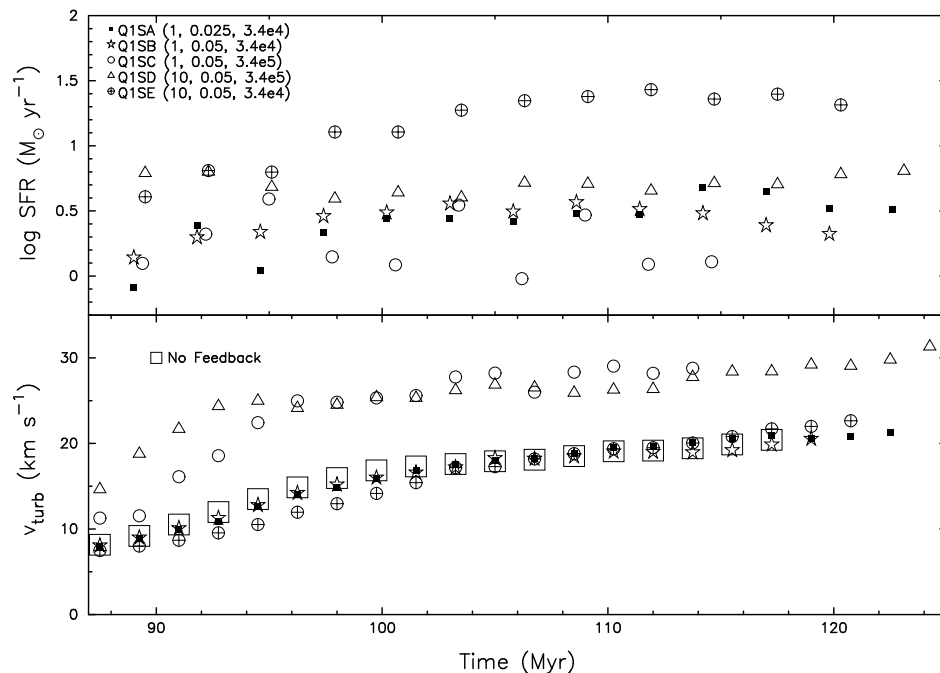 2
1.5
1
0.5
0
log SFR (M⊙ yr⁻¹)
Q1SA (1, 0.025, 3.4e4)
Q1SB (1, 0.05, 3.4e4)
Q1SC (1, 0.05, 3.4e5)
Q1SD (10, 0.05, 3.4e5)
Q1SE (10, 0.05, 3.4e4)
No Feedback
30
20
10
0
v_turb (km s⁻¹)
90 100 110 120
Time (Myr)